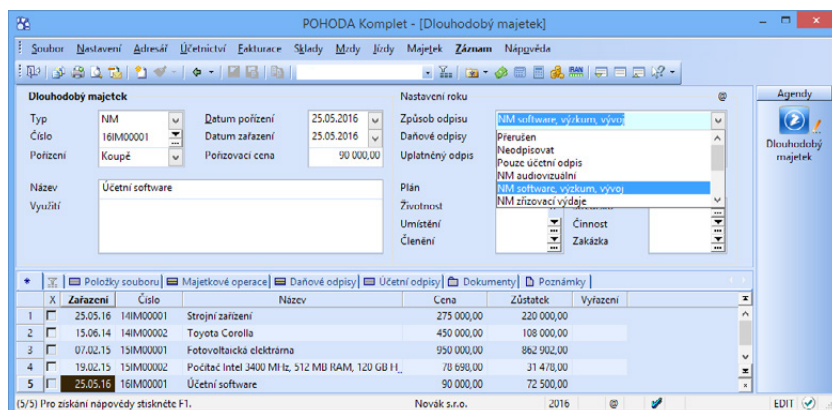 POHODA Komplet - [Dlouhodobý majetek]
Soubor Nastavení Adresář Účetnictví Fakturace Sklady Mzdy Jízdy Majetek Záznam Nápověda
Dlouhodobý majetek
Nastavení roku @
Agendy
Typ NM Datum pořízení 25.05.2016 Způsob odpisu NM software, výzkum, vývoj
Číslo 16IM00001 Datum zařazení 25.05.2016 Daňové odpisy
Pořízení Koupě Pořizovací cena 90 000,00 Uplatněný odpis
Přerušen
Neodpisovat
Pouze účetní odpis
NM audiovizuální
NM software, výzkum, vývoj
NM zřizovací výdaje
Dlouhodobý
majetek
Název Účetní software Plán
Využití Životnost
Umístění Činnost
Členění Zakázka
* Položky souboru Majetkové operace Daňové odpisy Účetní odpisy Dokumenty Poznámky
X Zařazení Číslo Název Cena Zůstatek Vyřazení
1 25.05.16 14IM00001 Strojní zařízení 275 000,00 220 000,00
2 15.06.14 14IM00002 Toyota Corolla 450 000,00 108 000,00
3 07.02.15 15IM00001 Fotovoltaická elektrárna 950 000,00 862 902,00
4 19.02.15 15IM00002 Počítač Intel 3400 MHz, 512 MB RAM, 120 GB H_ 78 698,00 31 478,00
5 25.05.16 16IM00001 Účetní software 90 000,00 72 500,00
(5/5) Pro získání nápovědy stiskněte F1. Novák s.r.o. 2016 @ EDIT